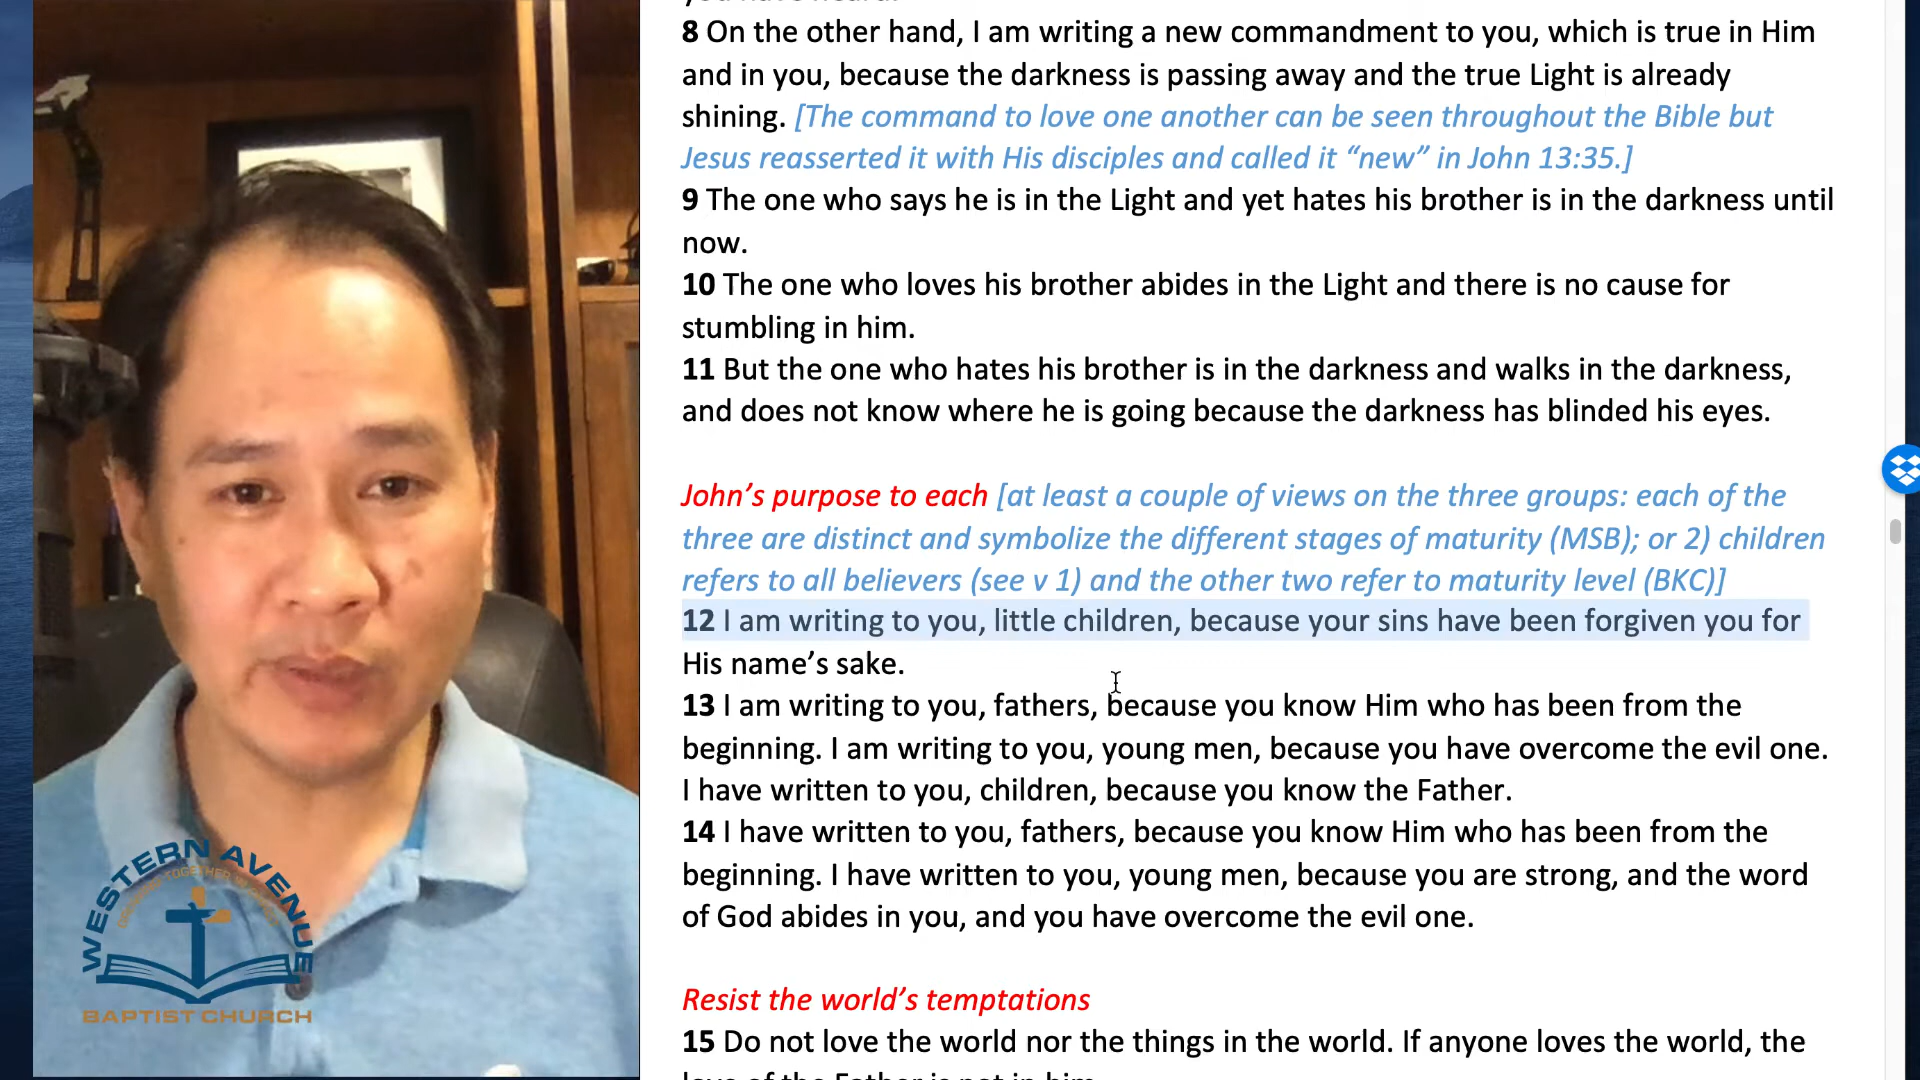 8 On the other hand, I am writing a new commandment to you, which is true in Him
and in you, because the darkness is passing away and the true Light is already
shining. [The command to love one another can be seen throughout the Bible but
Jesus reasserted it with His disciples and called it “new” in John 13:35.]
9 The one who says he is in the Light and yet hates his brother is in the darkness until
now.
10 The one who loves his brother abides in the Light and there is no cause for
stumbling in him.
11 But the one who hates his brother is in the darkness and walks in the darkness,
and does not know where he is going because the darkness has blinded his eyes.
John’s purpose to each [at least a couple of views on the three groups: each of the
three are distinct and symbolize the different stages of maturity (MSB); or 2) children
refers to all believers (see v 1) and the other two refer to maturity level (BKC)]
12 I am writing to you, little children, because your sins have been forgiven you for
His name’s sake.
13 I am writing to you, fathers, because you know Him who has been from the
beginning. I am writing to you, young men, because you have overcome the evil one.
I have written to you, children, because you know the Father.
14 I have written to you, fathers, because you know Him who has been from the
beginning. I have written to you, young men, because you are strong, and the word
of God abides in you, and you have overcome the evil one.
Resist the world’s temptations
15 Do not love the world nor the things in the world. If anyone loves the world, the
love of the Father is not in him.
WESTERN AVENUE
BAPTIST CHURCH